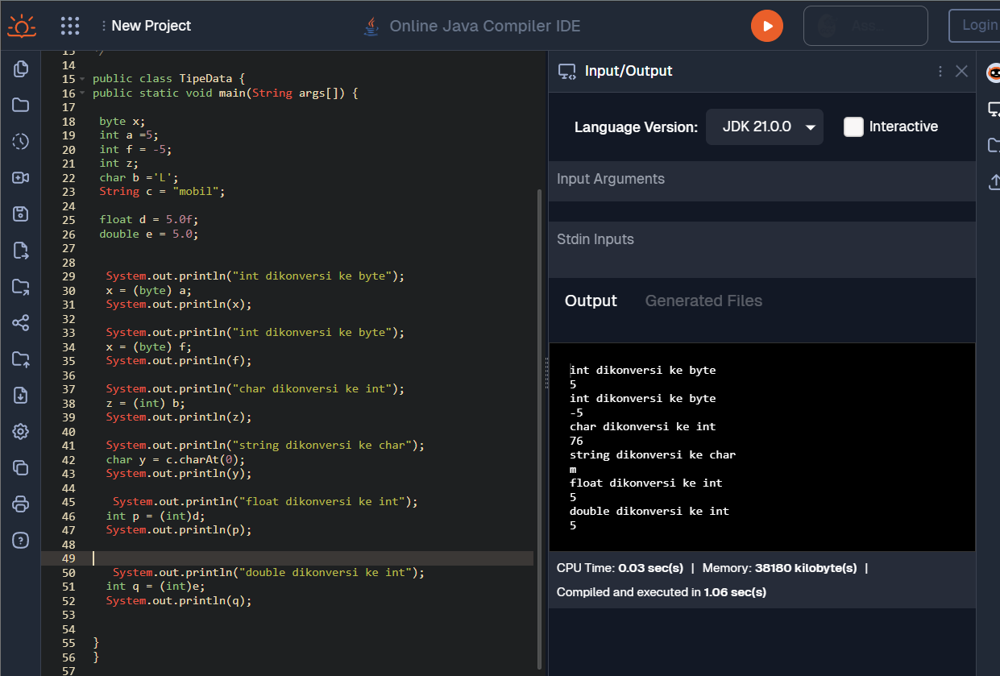 New Project
Online Java Compiler IDE
Ass...
Login
13 */
14
15 public class TipeData {
16 public static void main(String args[]) {
17
18 byte x;
19 int a =5;
20 int f = -5;
21 int z;
22 char b ='L';
23 String c = "mobil";
24
25 float d = 5.0f;
26 double e = 5.0;
27
28
29 System.out.println("int dikonversi ke byte");
30 x = (byte) a;
31 System.out.println(x);
32
33 System.out.println("int dikonversi ke byte");
34 x = (byte) f;
35 System.out.println(f);
36
37 System.out.println("char dikonversi ke int");
38 z = (int) b;
39 System.out.println(z);
40
41 System.out.println("string dikonversi ke char");
42 char y = c.charAt(0);
43 System.out.println(y);
44
45 System.out.println("float dikonversi ke int");
46 int p = (int)d;
47 System.out.println(p);
48
49
50 System.out.println("double dikonversi ke int");
51 int q = (int)e;
52 System.out.println(q);
53
54
55 }
56 }
57
Input/Output
Language Version: JDK 21.0.0 Interactive
Input Arguments
Stdin Inputs
Output Generated Files
int dikonversi ke byte
5
int dikonversi ke byte
-5
char dikonversi ke int
76
string dikonversi ke char
m
float dikonversi ke int
5
double dikonversi ke int
5
CPU Time: 0.03 sec(s) | Memory: 38180 kilobyte(s) |
Compiled and executed in 1.06 sec(s)